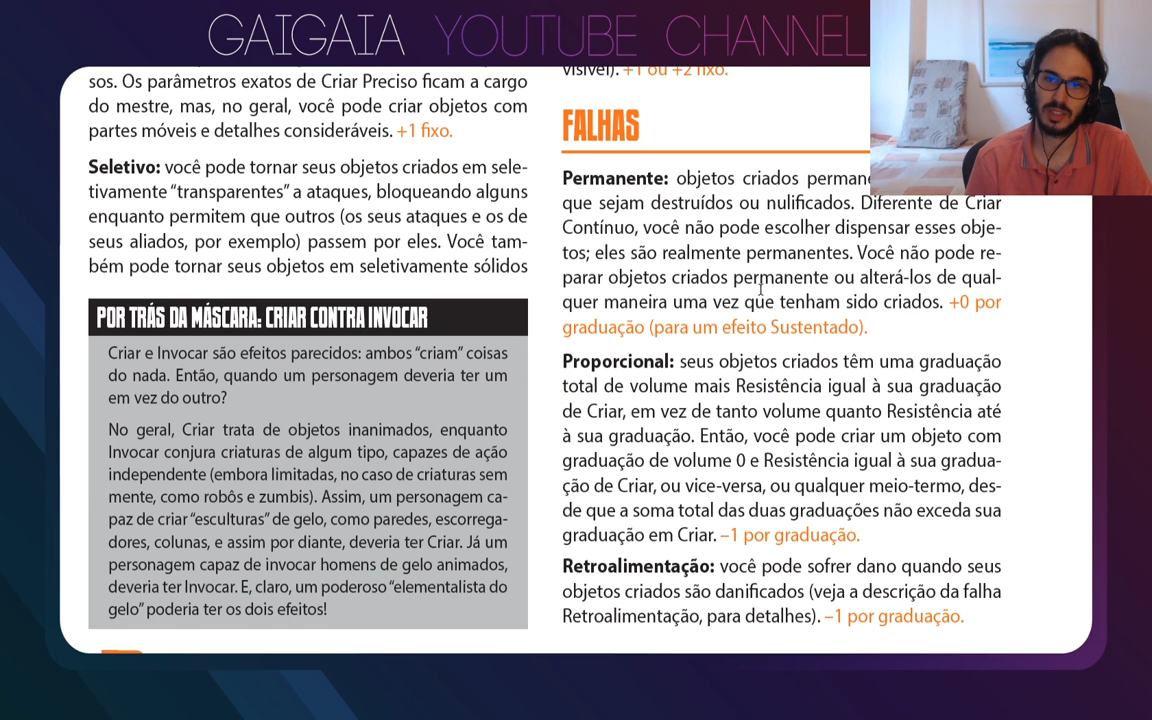 GAIGAIA YOUTUBE CHANNEL
sos. Os parâmetros exatos de Criar Preciso ficam a cargo
do mestre, mas, no geral, você pode criar objetos com
partes móveis e detalhes consideráveis. +1 fixo.
Seletivo: você pode tornar seus objetos criados em sele-
tivamente “transparentes” a ataques, bloqueando alguns
enquanto permitem que outros (os seus ataques e os de
seus aliados, por exemplo) passem por eles. Você tam-
bém pode tornar seus objetos em seletivamente sólidos
POR TRÁS DA MÁSCARA: CRIAR CONTRA INVOCAR
Criar e Invocar são efeitos parecidos: ambos “criam” coisas
do nada. Então, quando um personagem deveria ter um
em vez do outro?
No geral, Criar trata de objetos inanimados, enquanto
Invocar conjura criaturas de algum tipo, capazes de ação
independente (embora limitadas, no caso de criaturas sem
mente, como robôs e zumbis). Assim, um personagem ca-
paz de criar “esculturas” de gelo, como paredes, escorrega-
dores, colunas, e assim por diante, deveria ter Criar. Já um
personagem capaz de invocar homens de gelo animados,
deveria ter Invocar. E, claro, um poderoso “elementalista do
gelo” poderia ter os dois efeitos!
visível). +1 ou +2 fixo.
FALHAS
Permanente: objetos criados permane
que sejam destruídos ou nulificados. Diferente de Criar
Contínuo, você não pode escolher dispensar esses obje-
tos; eles são realmente permanentes. Você não pode re-
parar objetos criados permanente ou alterá-los de qual-
quer maneira uma vez que tenham sido criados. +0 por
graduação (para um efeito Sustentado).
Proporcional: seus objetos criados têm uma graduação
total de volume mais Resistência igual à sua graduação
de Criar, em vez de tanto volume quanto Resistência até
à sua graduação. Então, você pode criar um objeto com
graduação de volume 0 e Resistência igual à sua gradua-
ção de Criar, ou vice-versa, ou qualquer meio-termo, des-
de que a soma total das duas graduações não exceda sua
graduação em Criar. –1 por graduação.
Retroalimentação: você pode sofrer dano quando seus
objetos criados são danificados (veja a descrição da falha
Retroalimentação, para detalhes). –1 por graduação.